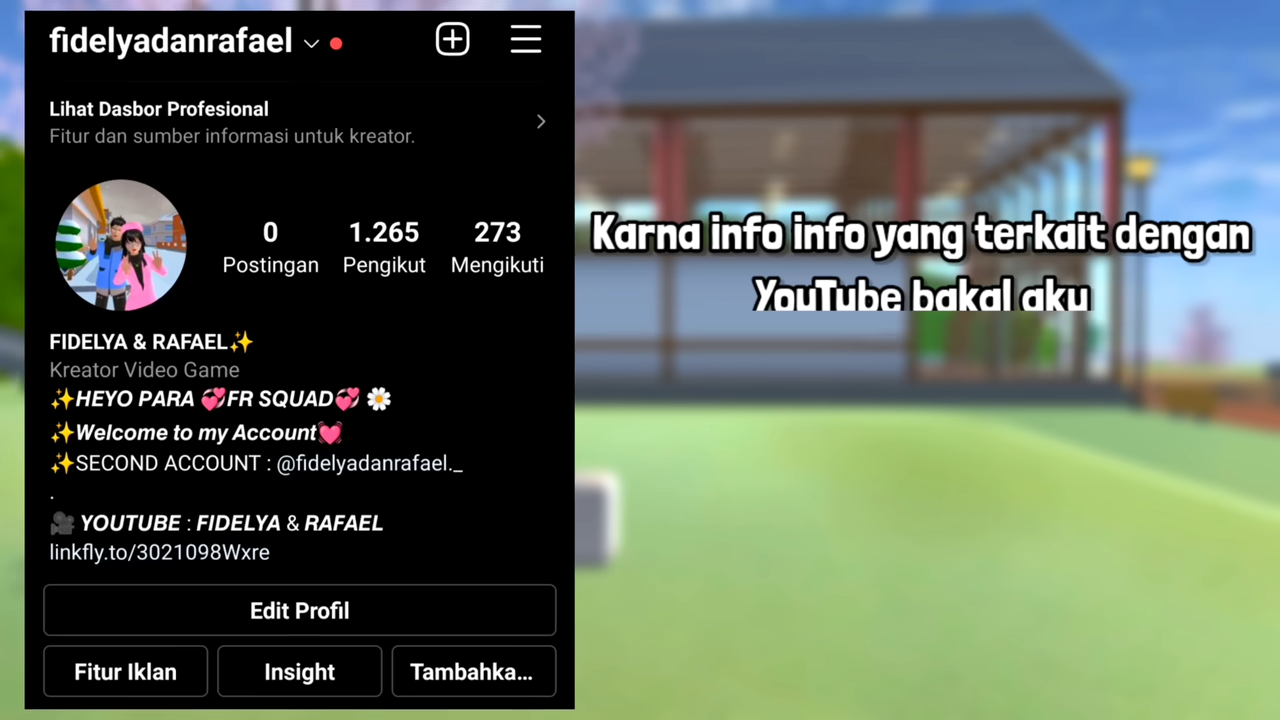 fidelyadanrafael
Lihat Dasbor Profesional
Fitur dan sumber informasi untuk kreator.
0 1.265 273
Postingan Pengikut Mengikuti
FIDELYA & RAFAEL✨
Kreator Video Game
✨HEYO PARA 💞FR SQUAD💞 🌼
✨Welcome to my Account💓
✨SECOND ACCOUNT : @fidelyadanrafael._
.
🎥 YOUTUBE : FIDELYA & RAFAEL
linkfly.to/3021098Wxre
Edit Profil
Fitur Iklan Insight Tambahka...
Karna info info yang terkait dengan
YouTube bakal aku